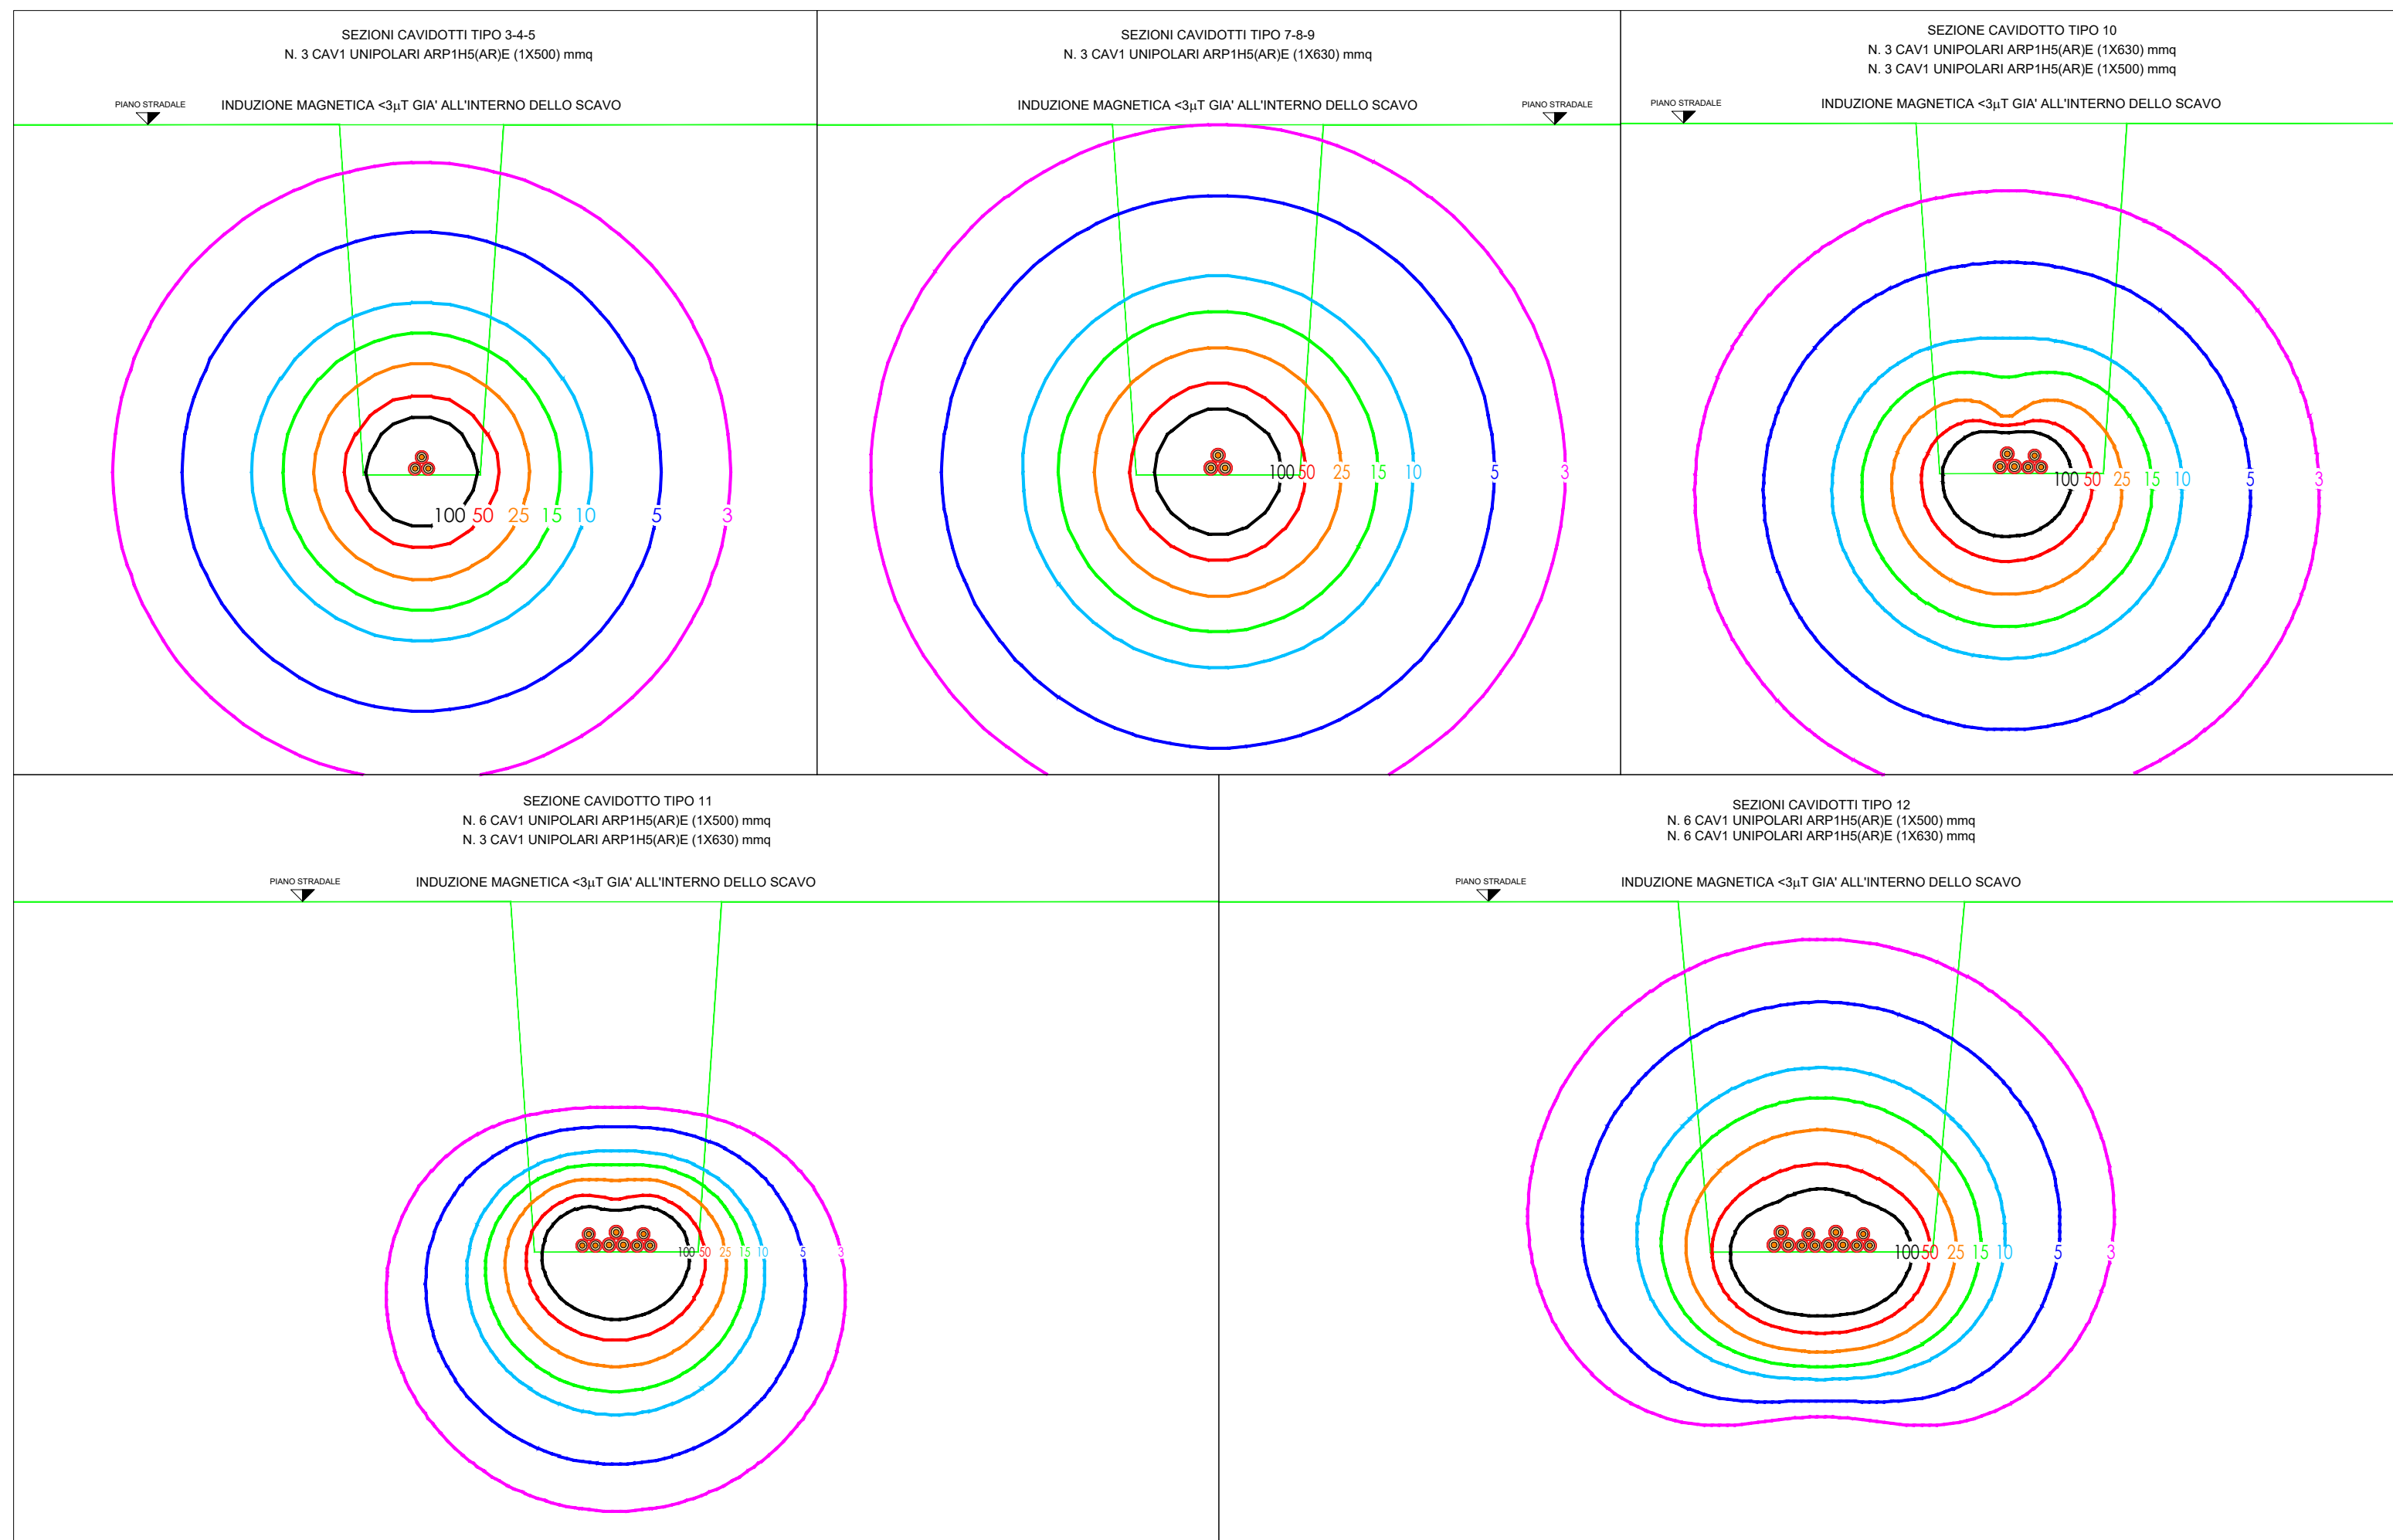 SEZIONI CAVIDOTTI TIPO 3-4-5
N. 3 CAV1 UNIPOLARI ARP1H5(AR)E (1X500) mmq
PIANO STRADALE
INDUZIONE MAGNETICA <3µT GIA' ALL'INTERNO DELLO SCAVO
100 50 25 15 10 5 3
SEZIONI CAVIDOTTI TIPO 7-8-9
N. 3 CAV1 UNIPOLARI ARP1H5(AR)E (1X630) mmq
INDUZIONE MAGNETICA <3µT GIA' ALL'INTERNO DELLO SCAVO
PIANO STRADALE
100 50 25 15 10 5 3
SEZIONE CAVIDOTTO TIPO 10
N. 3 CAV1 UNIPOLARI ARP1H5(AR)E (1X630) mmq
N. 3 CAV1 UNIPOLARI ARP1H5(AR)E (1X500) mmq
PIANO STRADALE
INDUZIONE MAGNETICA <3µT GIA' ALL'INTERNO DELLO SCAVO
100 50 25 15 10 5 3
SEZIONE CAVIDOTTO TIPO 11
N. 6 CAV1 UNIPOLARI ARP1H5(AR)E (1X500) mmq
N. 3 CAV1 UNIPOLARI ARP1H5(AR)E (1X630) mmq
PIANO STRADALE
INDUZIONE MAGNETICA <3µT GIA' ALL'INTERNO DELLO SCAVO
100 50 25 15 10 5 3
SEZIONI CAVIDOTTI TIPO 12
N. 6 CAV1 UNIPOLARI ARP1H5(AR)E (1X500) mmq
N. 6 CAV1 UNIPOLARI ARP1H5(AR)E (1X630) mmq
PIANO STRADALE
INDUZIONE MAGNETICA <3µT GIA' ALL'INTERNO DELLO SCAVO
100 50 25 15 10 5 3